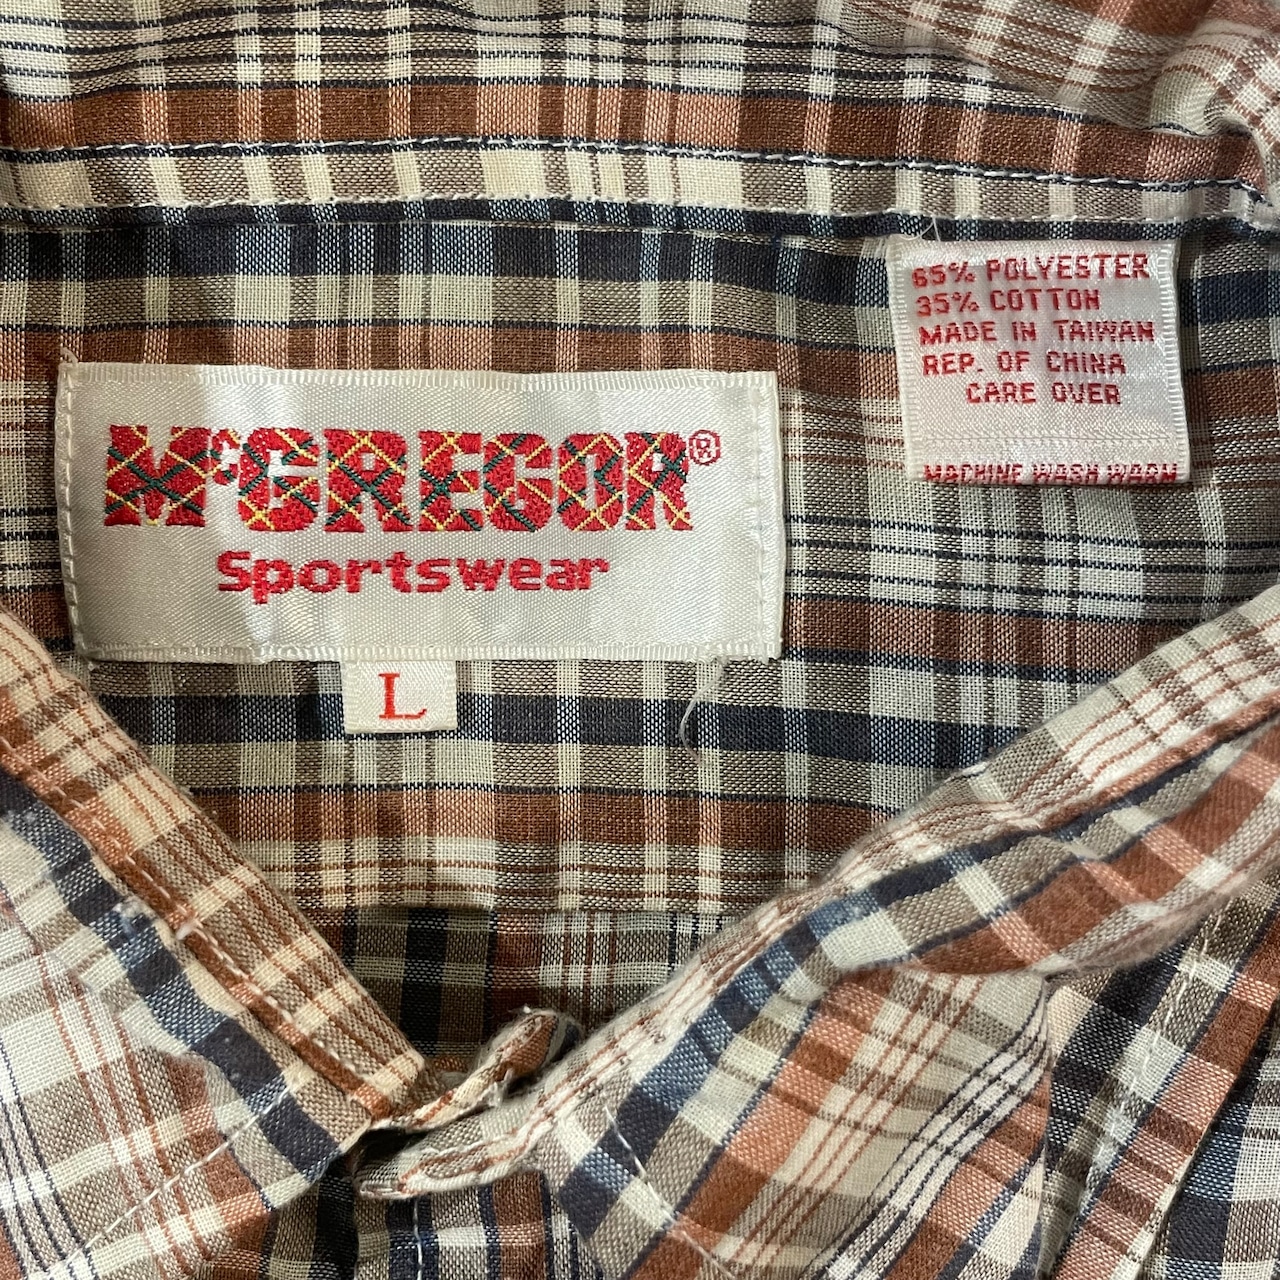 McGREGOR®
Sportswear
L
65% POLYESTER
35% COTTON
MADE IN TAIWAN
REP. OF CHINA
CARE OVER
MACHINE WASH WARM